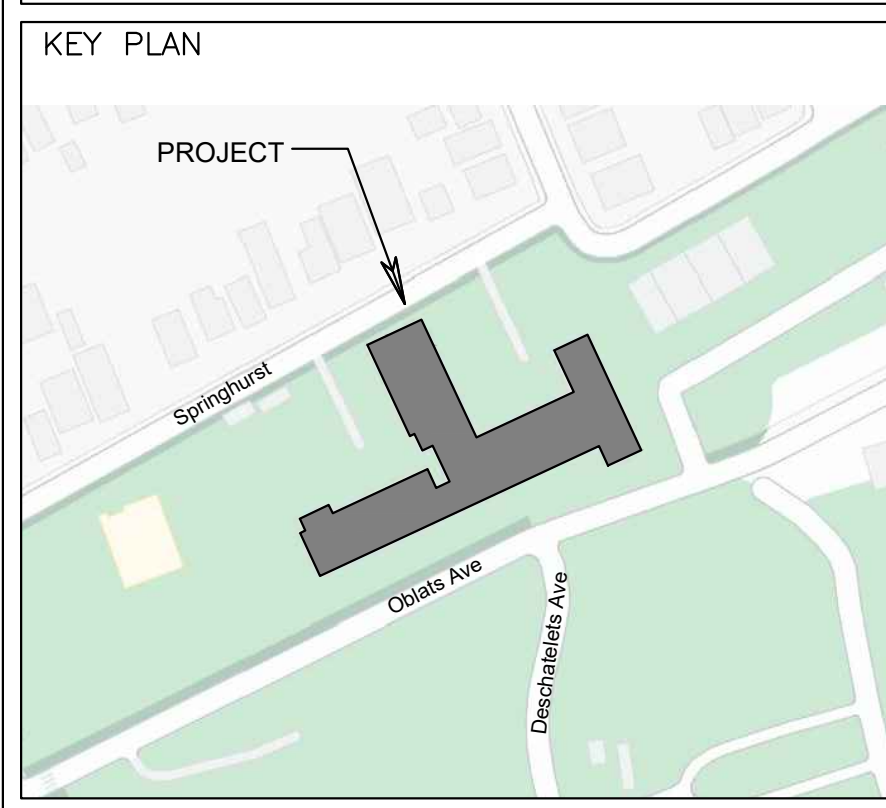 KEY PLAN
PROJECT
Springhurst
Oblats Ave
Deschatelets Ave